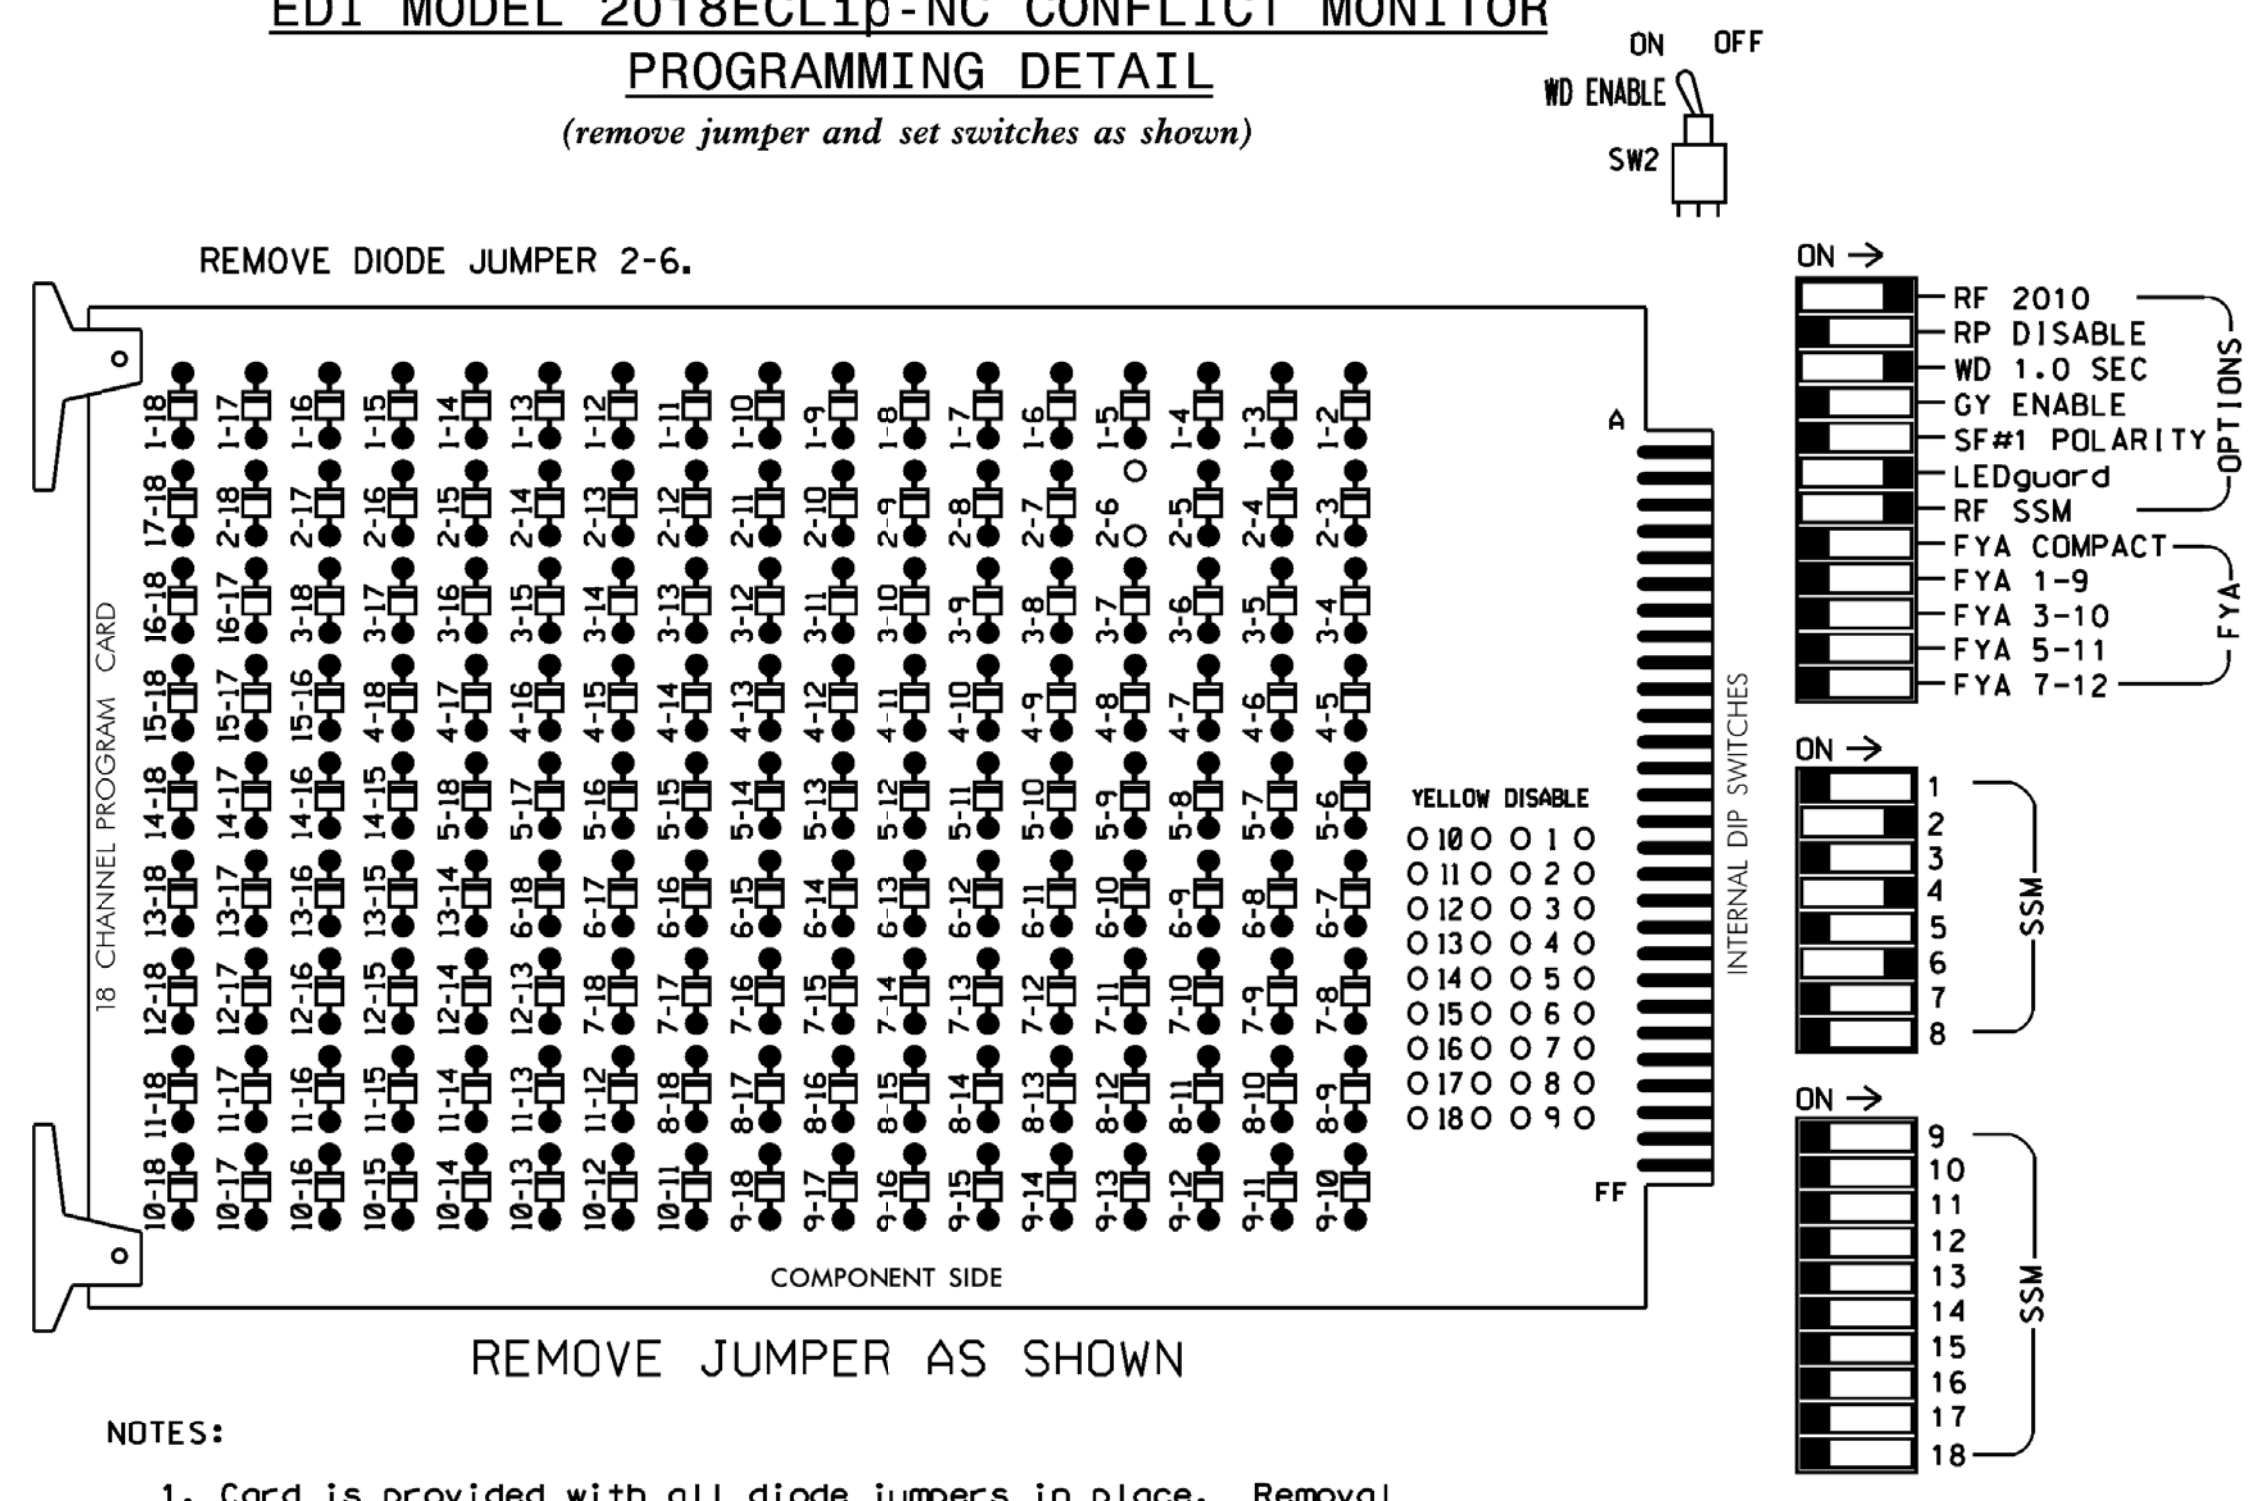 EDI MODEL 2018ECLip-NC CONFLICT MONITOR
PROGRAMMING DETAIL
(remove jumper and set switches as shown)
ON OFF
WD ENABLE
SW2
REMOVE DIODE JUMPER 2-6.
18 CHANNEL PROGRAM CARD
1-18 1-17 1-16 1-15 1-14 1-13 1-12 1-11 1-10 1-9 1-8 1-7 1-6 1-5 1-4 1-3 1-2
17-18 2-18 2-17 2-16 2-15 2-14 2-13 2-12 2-11 2-10 2-9 2-8 2-7 2-6 2-5 2-4 2-3
16-18 16-17 3-18 3-17 3-16 3-15 3-14 3-13 3-12 3-11 3-10 3-9 3-8 3-7 3-6 3-5 3-4
15-18 15-17 15-16 4-18 4-17 4-16 4-15 4-14 4-13 4-12 4-11 4-10 4-9 4-8 4-7 4-6 4-5
14-18 14-17 14-16 14-15 5-18 5-17 5-16 5-15 5-14 5-13 5-12 5-11 5-10 5-9 5-8 5-7 5-6
13-18 13-17 13-16 13-15 13-14 6-18 6-17 6-16 6-15 6-14 6-13 6-12 6-11 6-10 6-9 6-8 6-7
12-18 12-17 12-16 12-15 12-14 12-13 7-18 7-17 7-16 7-15 7-14 7-13 7-12 7-11 7-10 7-9 7-8
11-18 11-17 11-16 11-15 11-14 11-13 11-12 8-18 8-17 8-16 8-15 8-14 8-13 8-12 8-11 8-10 8-9
10-18 10-17 10-16 10-15 10-14 10-13 10-12 10-11 9-18 9-17 9-16 9-15 9-14 9-13 9-12 9-11 9-10
A
YELLOW DISABLE
10 1
11 2
12 3
13 4
14 5
15 6
16 7
17 8
18 9
FF
COMPONENT SIDE
INTERNAL DIP SWITCHES
ON →
RF 2010
RP DISABLE
WD 1.0 SEC
GY ENABLE
SF#1 POLARITY
LEDguard
RF SSM
OPTIONS
FYA COMPACT
FYA 1-9
FYA 3-10
FYA 5-11
FYA 7-12
FYA
ON →
1
2
3
4
5
6
7
8
SSM
ON →
9
10
11
12
13
14
15
16
17
18
SSM
REMOVE JUMPER AS SHOWN
NOTES:
1. Card is provided with all diode jumpers in place. Removal